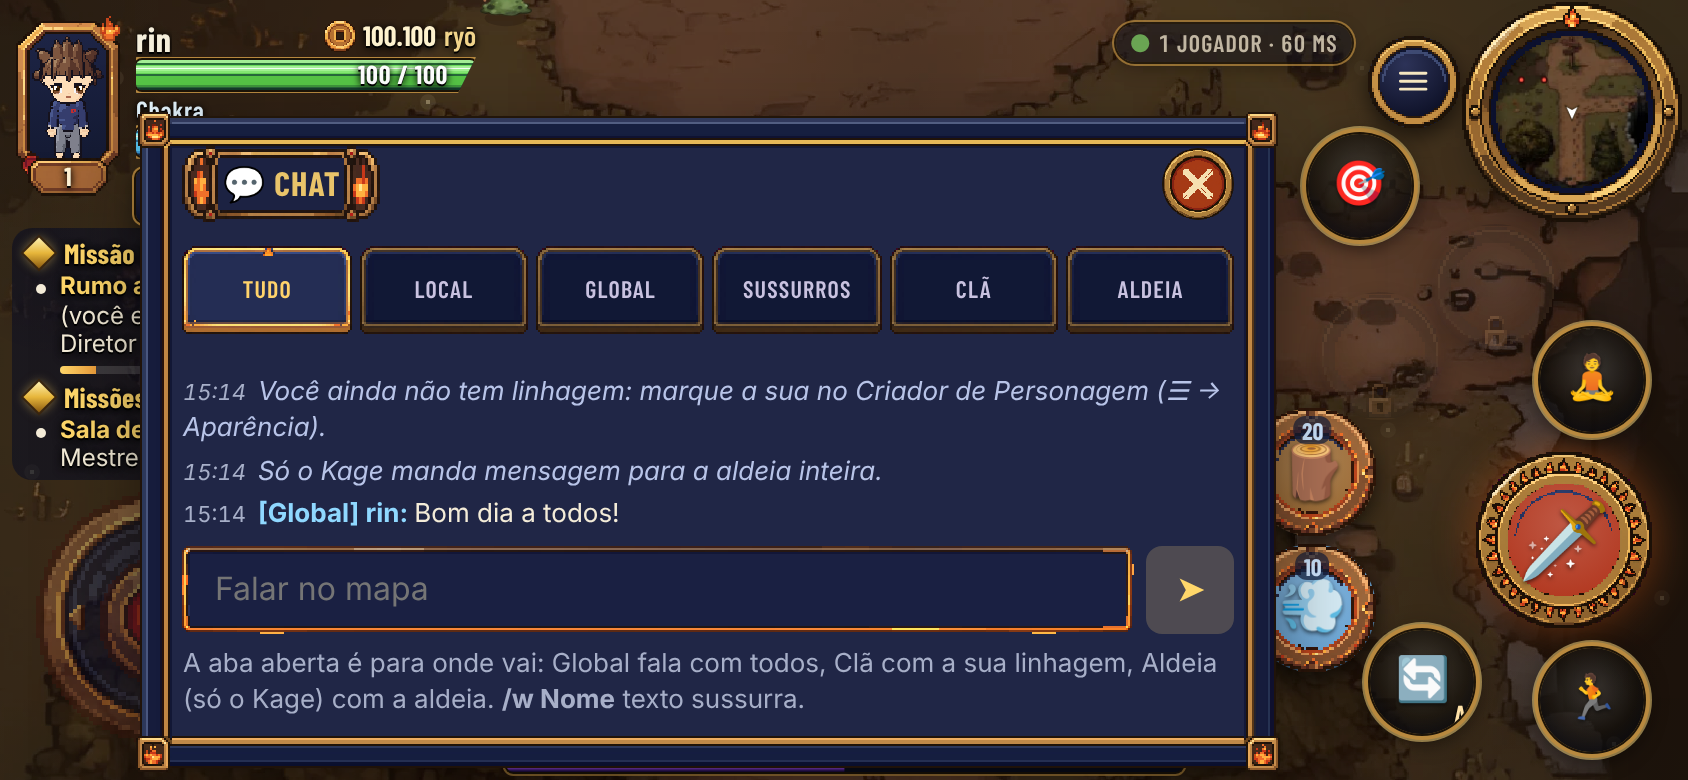 rin
100.100 ryō
100 / 100
Chakra
1
1 JOGADOR · 60 MS
Missão
Rumo a
(você e
Diretor
Missões
Sala de
Mestre
💬 CHAT
TUDO
LOCAL
GLOBAL
SUSSURROS
CLÃ
ALDEIA
15:14 Você ainda não tem linhagem: marque a sua no Criador de Personagem (☰ →
Aparência).
15:14 Só o Kage manda mensagem para a aldeia inteira.
15:14 [Global] rin: Bom dia a todos!
Falar no mapa
A aba aberta é para onde vai: Global fala com todos, Clã com a sua linhagem, Aldeia
(só o Kage) com a aldeia. /w Nome texto sussurra.
20
10